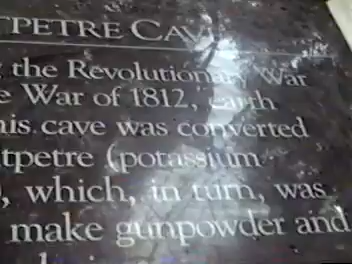 TPETRE CAV
the Revolutionary War
e War of 1812, earth
his cave was converted
tpetre (potassium
), which, in turn, was
make gunpowder and